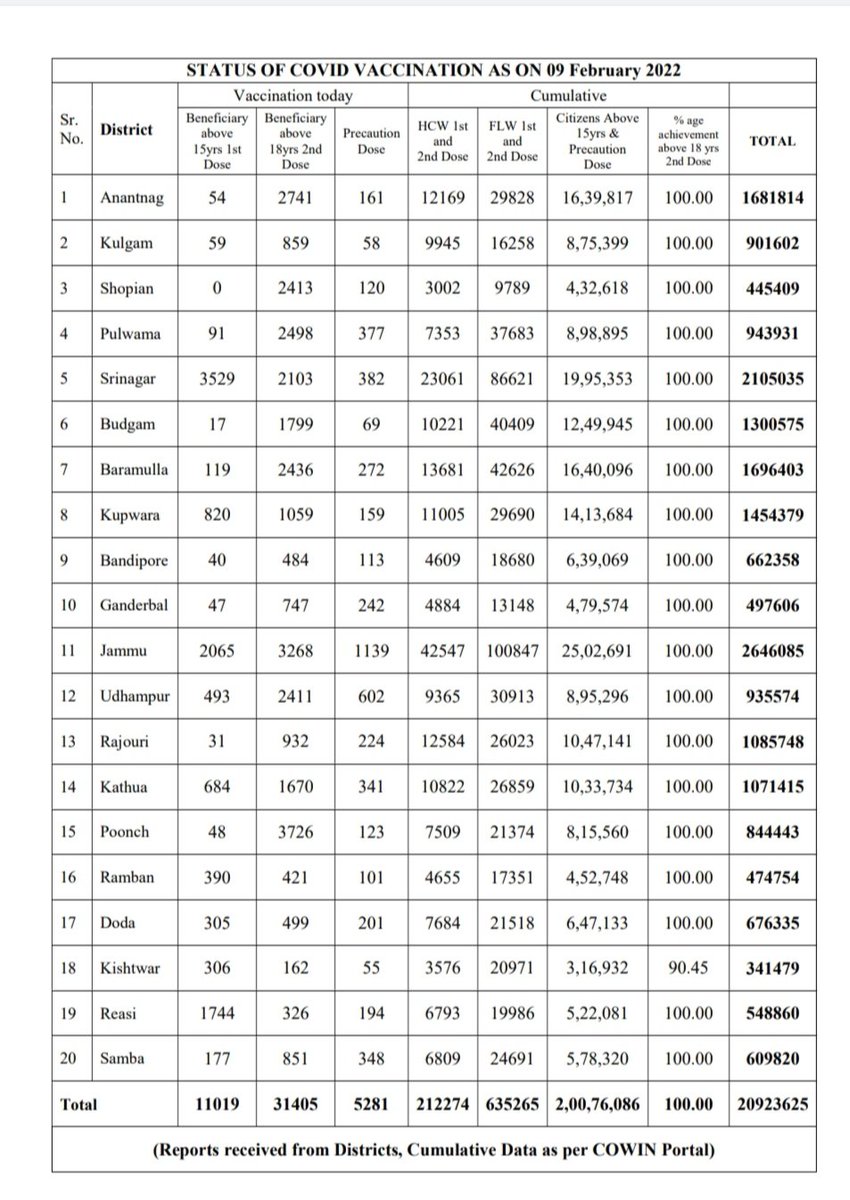 STATUS OF COVID VACCINATION AS ON 09 February 2022
Sr. No. District Vaccination today Cumulative
Beneficiary above 15yrs 1st Dose Beneficiary above 18yrs 2nd Dose Precaution Dose HCW 1st and 2nd Dose FLW 1st and 2nd Dose Citizens Above 15yrs & Precaution Dose % age achievement above 18 yrs 2nd Dose TOTAL
1 Anantnag 54 2741 161 12169 29828 16,39,817 100.00 1681814
2 Kulgam 59 859 58 9945 16258 8,75,399 100.00 901602
3 Shopian 0 2413 120 3002 9789 4,32,618 100.00 445409
4 Pulwama 91 2498 377 7353 37683 8,98,895 100.00 943931
5 Srinagar 3529 2103 382 23061 86621 19,95,353 100.00 2105035
6 Budgam 17 1799 69 10221 40409 12,49,945 100.00 1300575
7 Baramulla 119 2436 272 13681 42626 16,40,096 100.00 1696403
8 Kupwara 820 1059 159 11005 29690 14,13,684 100.00 1454379
9 Bandipore 40 484 113 4609 18680 6,39,069 100.00 662358
10 Ganderbal 47 747 242 4884 13148 4,79,574 100.00 497606
11 Jammu 2065 3268 1139 42547 100847 25,02,691 100.00 2646085
12 Udhampur 493 2411 602 9365 30913 8,95,296 100.00 935574
13 Rajouri 31 932 224 12584 26023 10,47,141 100.00 1085748
14 Kathua 684 1670 341 10822 26859 10,33,734 100.00 1071415
15 Poonch 48 3726 123 7509 21374 8,15,560 100.00 844443
16 Ramban 390 421 101 4655 17351 4,52,748 100.00 474754
17 Doda 305 499 201 7684 21518 6,47,133 100.00 676335
18 Kishtwar 306 162 55 3576 20971 3,16,932 90.45 341479
19 Reasi 1744 326 194 6793 19986 5,22,081 100.00 548860
20 Samba 177 851 348 6809 24691 5,78,320 100.00 609820
Total 11019 31405 5281 212274 635265 2,00,76,086 100.00 20923625
(Reports received from Districts, Cumulative Data as per COWIN Portal)